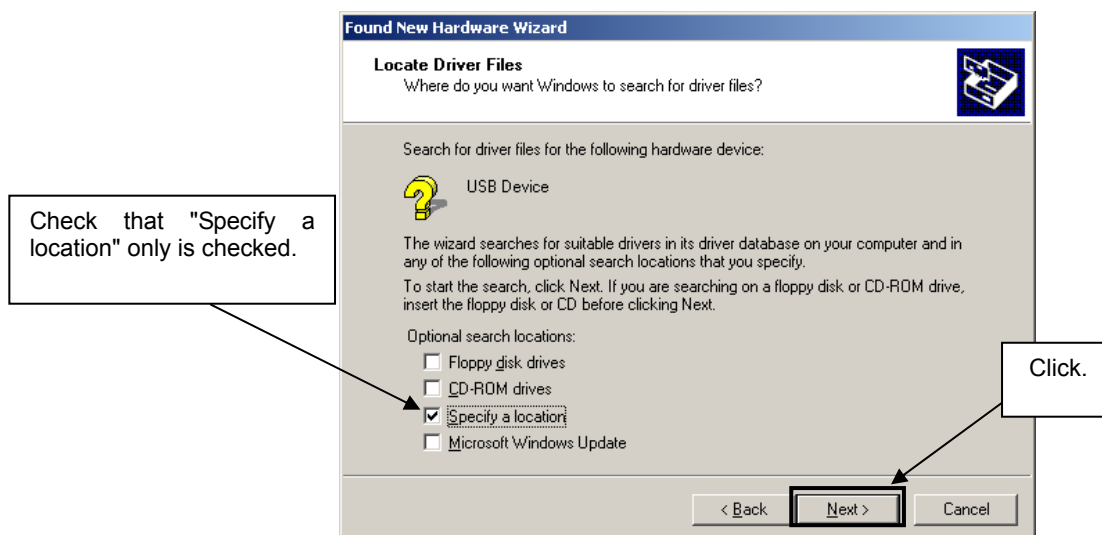 Found New Hardware Wizard
Locate Driver Files
Where do you want Windows to search for driver files?
Search for driver files for the following hardware device:
USB Device
Check that "Specify a
location" only is checked.
The wizard searches for suitable drivers in its driver database on your computer and in
any of the following optional search locations that you specify.
To start the search, click Next. If you are searching on a floppy disk or CD-ROM drive,
insert the floppy disk or CD before clicking Next.
Optional search locations:
Floppy disk drives
CD-ROM drives
Specify a location
Microsoft Windows Update
Click.
< Back Next > Cancel